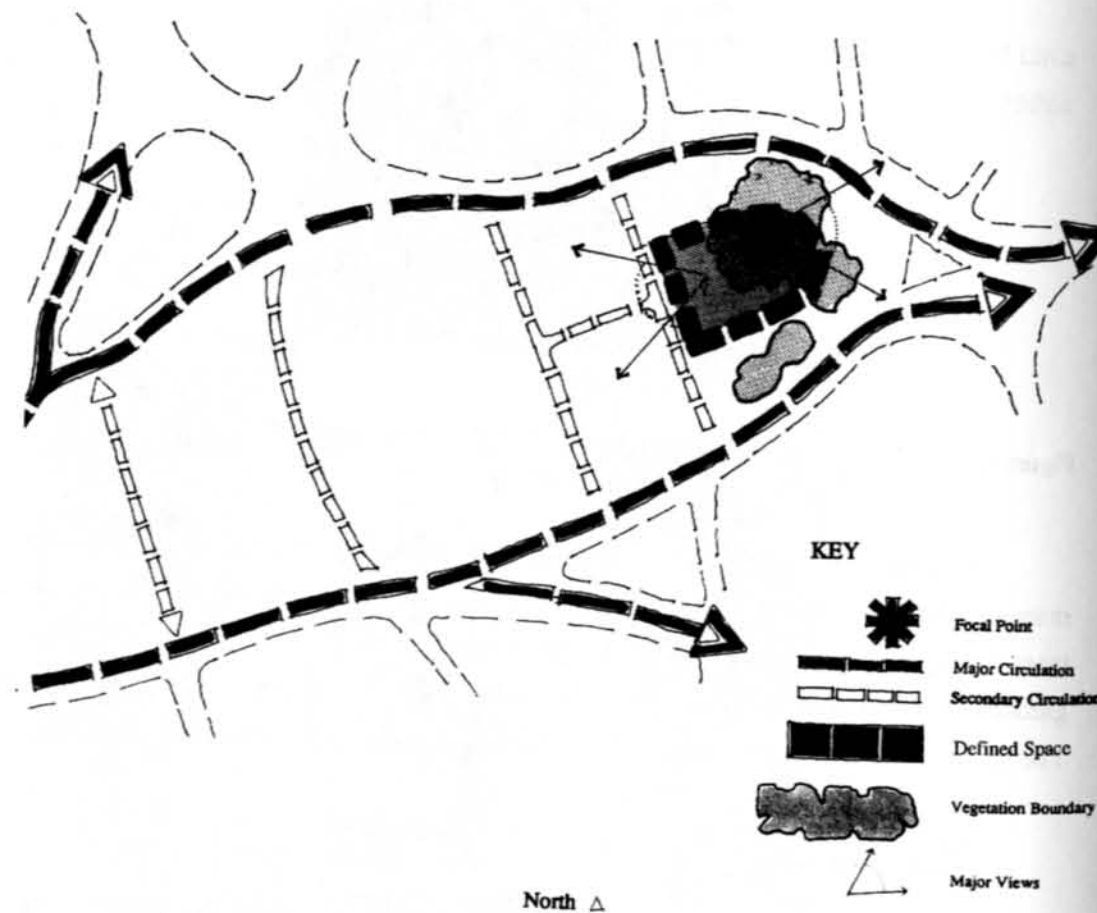 KEY
Focal Point
Major Circulation
Secondary Circulation
Defined Space
Vegetation Boundary
Major Views
North